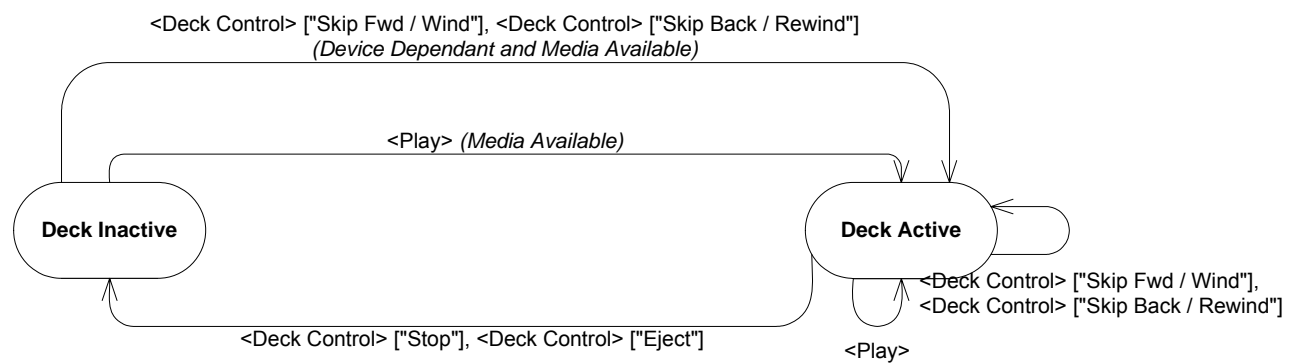 <Deck Control> ["Skip Fwd / Wind"], <Deck Control> ["Skip Back / Rewind"]
(Device Dependant and Media Available)
<Play> (Media Available)
Deck Inactive
Deck Active
<Deck Control> ["Skip Fwd / Wind"],
<Deck Control> ["Skip Back / Rewind"]
<Deck Control> ["Stop"], <Deck Control> ["Eject"]
<Play>